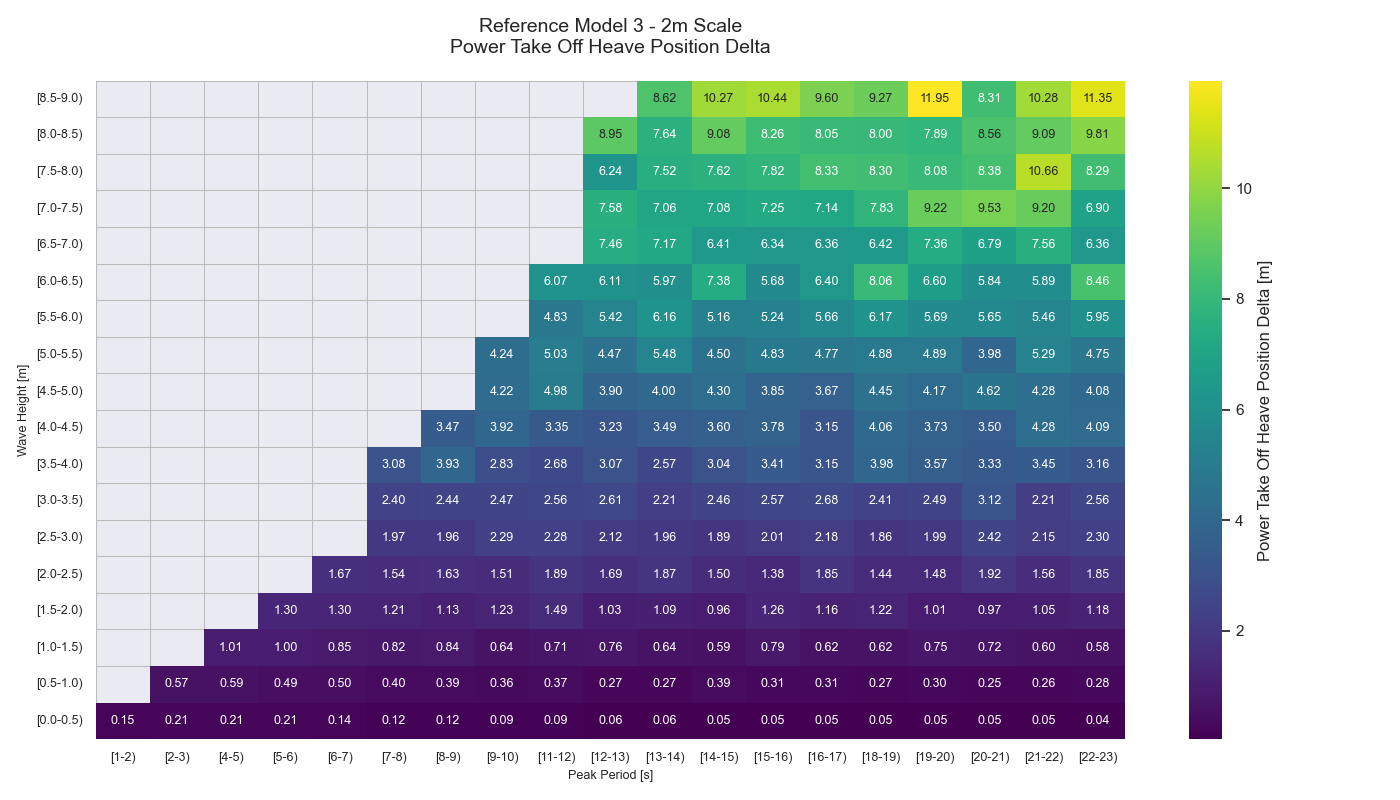 Reference Model 3 - 2m Scale
Power Take Off Heave Position Delta
[8.5-9.0) 8.62 10.27 10.44 9.60 9.27 11.95 8.31 10.28 11.35
[8.0-8.5) 8.95 7.64 9.08 8.26 8.05 8.00 7.89 8.56 9.09 9.81
[7.5-8.0) 6.24 7.52 7.62 7.82 8.33 8.30 8.08 8.38 10.66 8.29
[7.0-7.5) 7.58 7.06 7.08 7.25 7.14 7.83 9.22 9.53 9.20 6.90
[6.5-7.0) 7.46 7.17 6.41 6.34 6.36 6.42 7.36 6.79 7.56 6.36
[6.0-6.5) 6.07 6.11 5.97 7.38 5.68 6.40 8.06 6.60 5.84 5.89 8.46
[5.5-6.0) 4.83 5.42 6.16 5.16 5.24 5.66 6.17 5.69 5.65 5.46 5.95
[5.0-5.5) 4.24 5.03 4.47 5.48 4.50 4.83 4.77 4.88 4.89 3.98 5.29 4.75
[4.5-5.0) 4.22 4.98 3.90 4.00 4.30 3.85 3.67 4.45 4.17 4.62 4.28 4.08
[4.0-4.5) 3.47 3.92 3.35 3.23 3.49 3.60 3.78 3.15 4.06 3.73 3.50 4.28 4.09
[3.5-4.0) 3.08 3.93 2.83 2.68 3.07 2.57 3.04 3.41 3.15 3.98 3.57 3.33 3.45 3.16
[3.0-3.5) 2.40 2.44 2.47 2.56 2.61 2.21 2.46 2.57 2.68 2.41 2.49 3.12 2.21 2.56
[2.5-3.0) 1.97 1.96 2.29 2.28 2.12 1.96 1.89 2.01 2.18 1.86 1.99 2.42 2.15 2.30
[2.0-2.5) 1.67 1.54 1.63 1.51 1.89 1.69 1.87 1.50 1.38 1.85 1.44 1.48 1.92 1.56 1.85
[1.5-2.0) 1.30 1.30 1.21 1.13 1.23 1.49 1.03 1.09 0.96 1.26 1.16 1.22 1.01 0.97 1.05 1.18
[1.0-1.5) 1.01 1.00 0.85 0.82 0.84 0.64 0.71 0.76 0.64 0.59 0.79 0.62 0.62 0.75 0.72 0.60 0.58
[0.5-1.0) 0.57 0.59 0.49 0.50 0.40 0.39 0.36 0.37 0.27 0.27 0.39 0.31 0.31 0.27 0.30 0.25 0.26 0.28
[0.0-0.5) 0.15 0.21 0.21 0.21 0.14 0.12 0.12 0.09 0.09 0.06 0.06 0.05 0.05 0.05 0.05 0.05 0.05 0.05 0.04
[1-2) [2-3) [4-5) [5-6) [6-7) [7-8) [8-9) [9-10) [11-12) [12-13) [13-14) [14-15) [15-16) [16-17) [18-19) [19-20) [20-21) [21-22) [22-23)
Peak Period [s]
Wave Height [m]
10
8
6
4
2
Power Take Off Heave Position Delta [m]